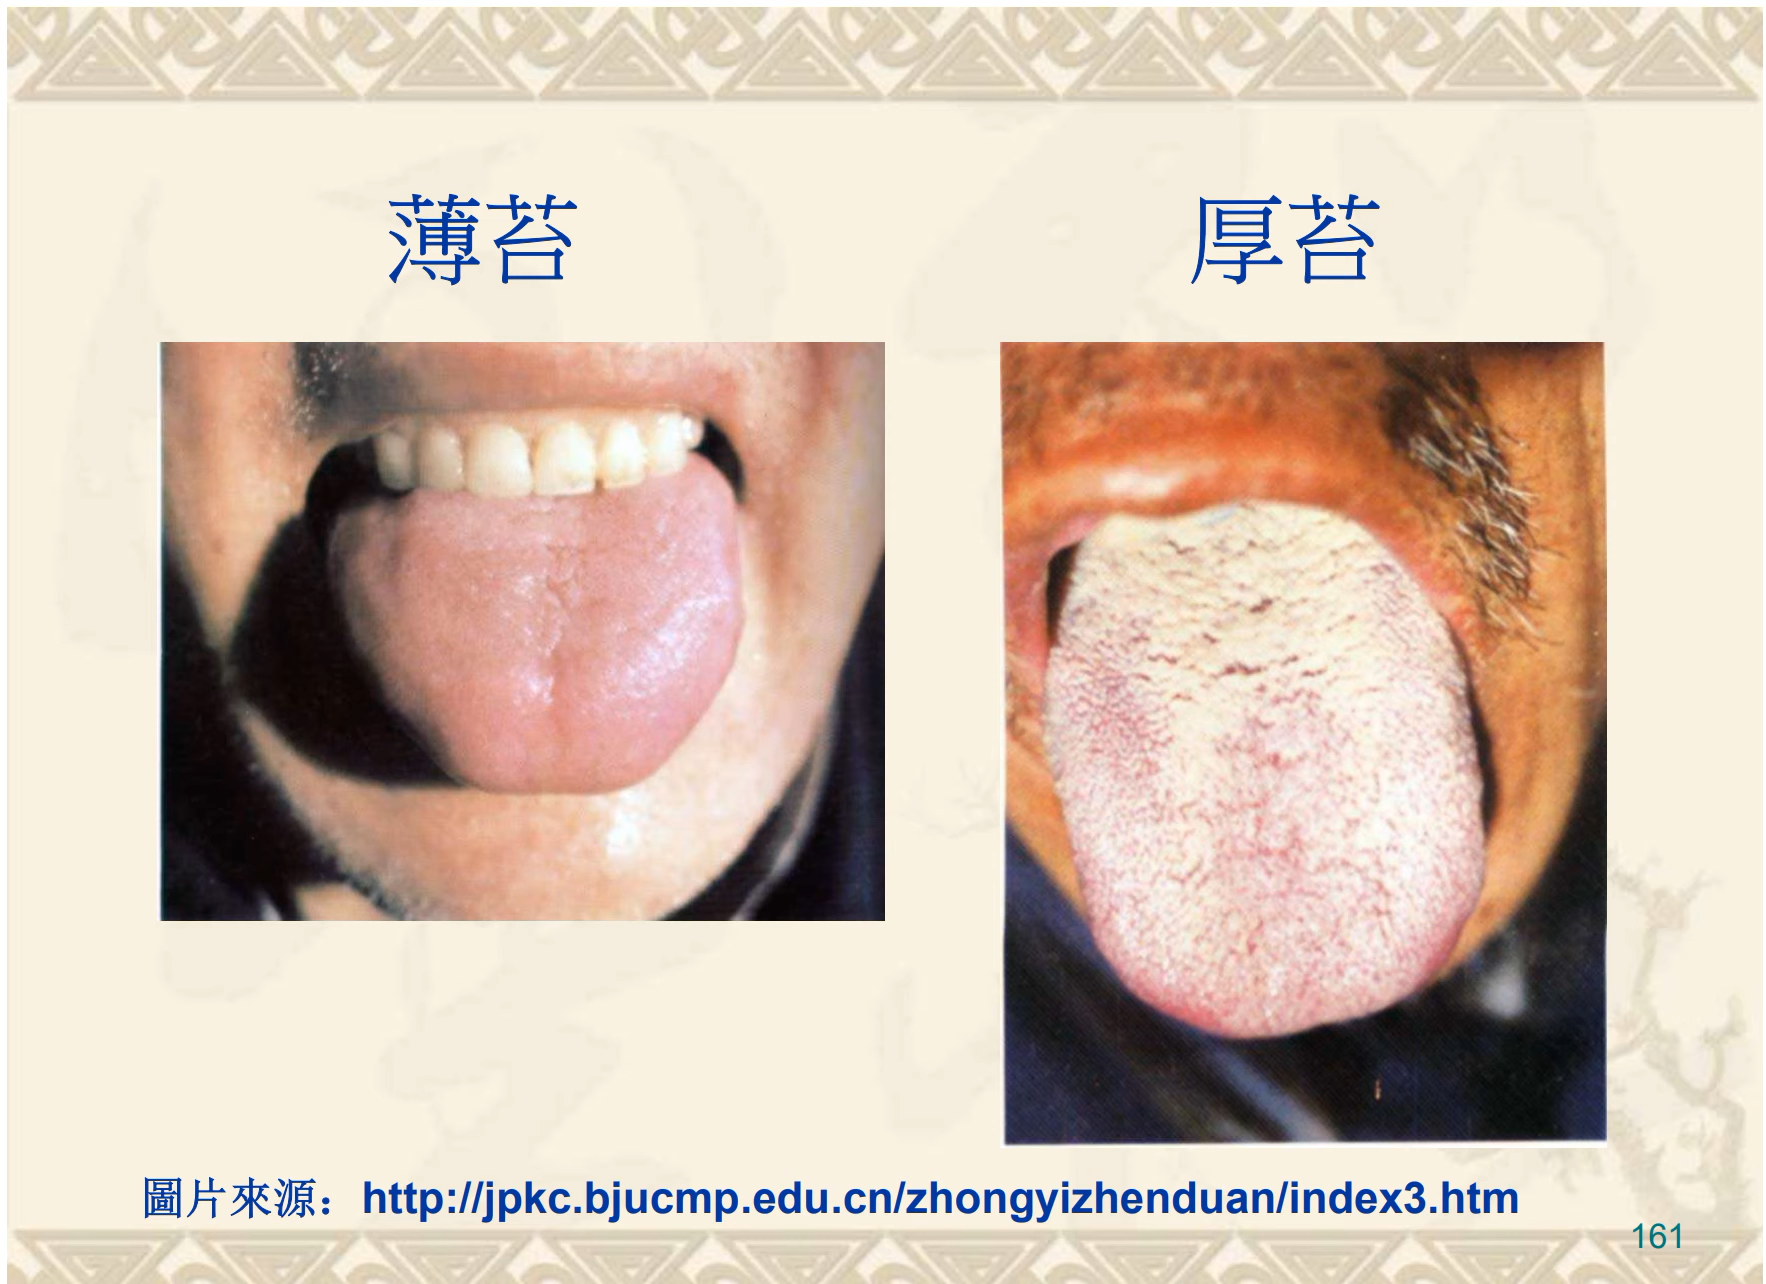 薄苔
厚苔
圖片來源：http://jpkc.bjucmp.edu.cn/zhongyizhenduan/index3.htm
161